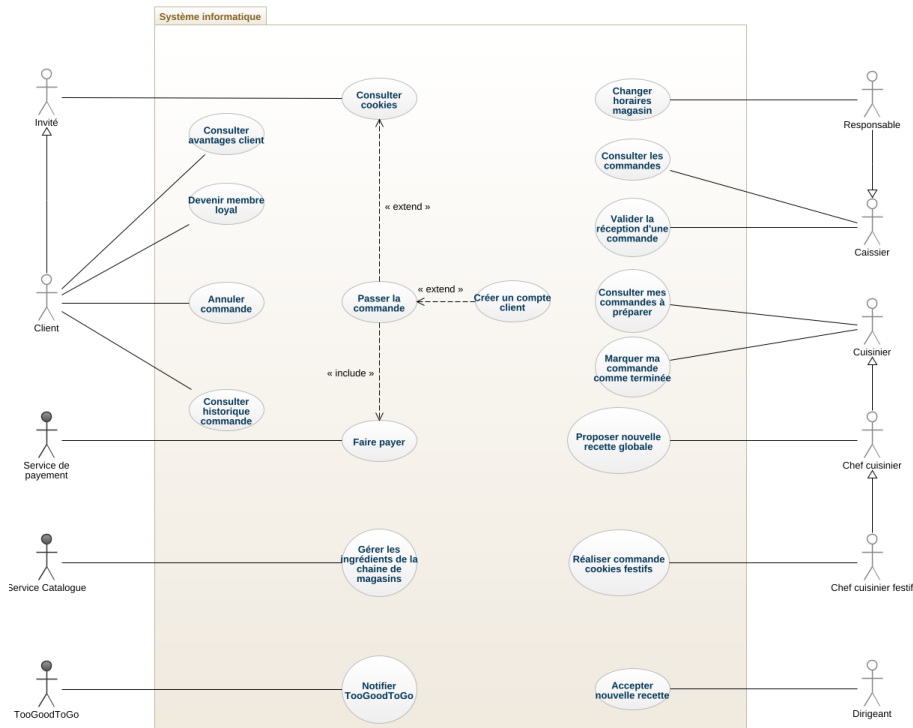 Système informatique
Invité
Consulter
cookies
Changer
horaires
magasin
Responsable
Consulter
avantages client
Consulter les
commandes
Devenir membre
loyal
« extend »
Valider la
réception d'une
commande
Caissier
Client
Annuler
commande
Passer la
commande
« extend »
Créer un compte
client
Consulter mes
commandes à
préparer
Cuisinier
« include »
Marquer ma
commande
comme terminée
Consulter
historique
commande
Service de
payement
Faire payer
Proposer nouvelle
recette globale
Chef cuisinier
Service Catalogue
Gérer les
ingrédients de la
chaine de
magasins
Réaliser commande
cookies festifs
Chef cuisinier festif
TooGoodToGo
Notifier
TooGoodToGo
Accepter
nouvelle recette
Dirigeant